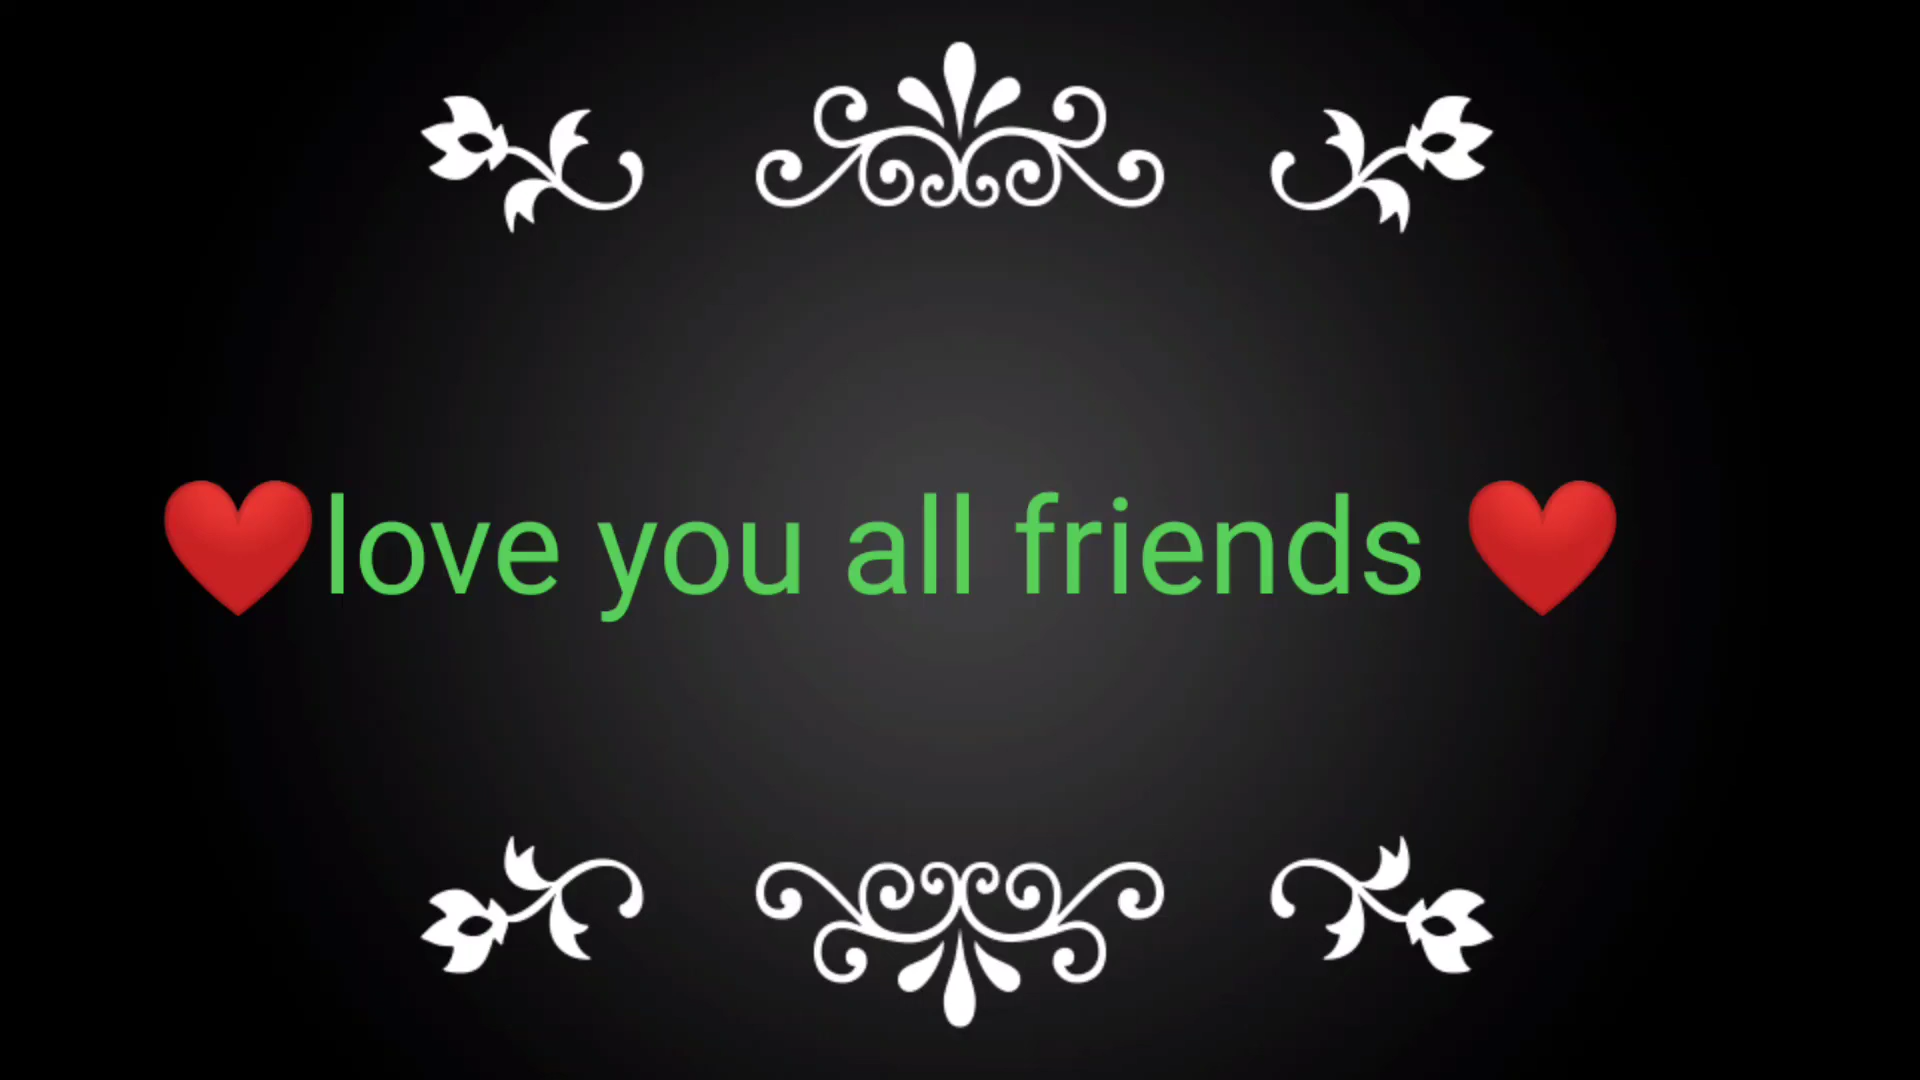 ❤️love you all friends ❤️